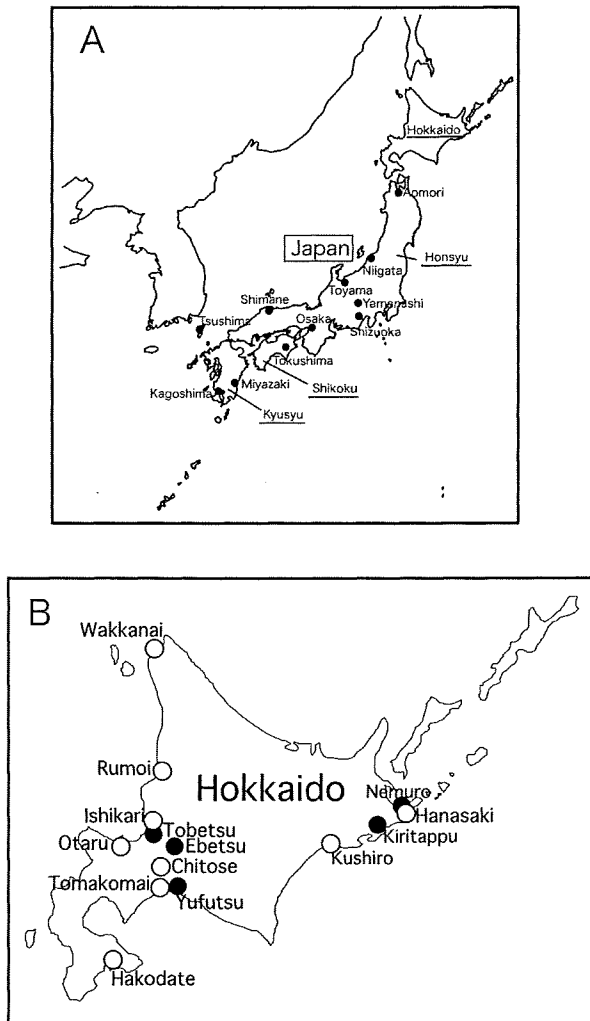 A
Hokkaido
Aomori
Japan
Honsyu
Niigata
Toyama
Shimane
Yamanashi
Tsushima
Osaka
Shizuoka
Tokushima
Miyazaki
Shikoku
Kagoshima
Kyusyu
B
Wakkanai
Rumoi
Hokkaido
Nemuro
Ishikari
Hanasaki
Tobetsu
Kiritappu
Otaru
Ebetsu
Kushiro
Chitose
Tomakomai
Yufutsu
Hakodate